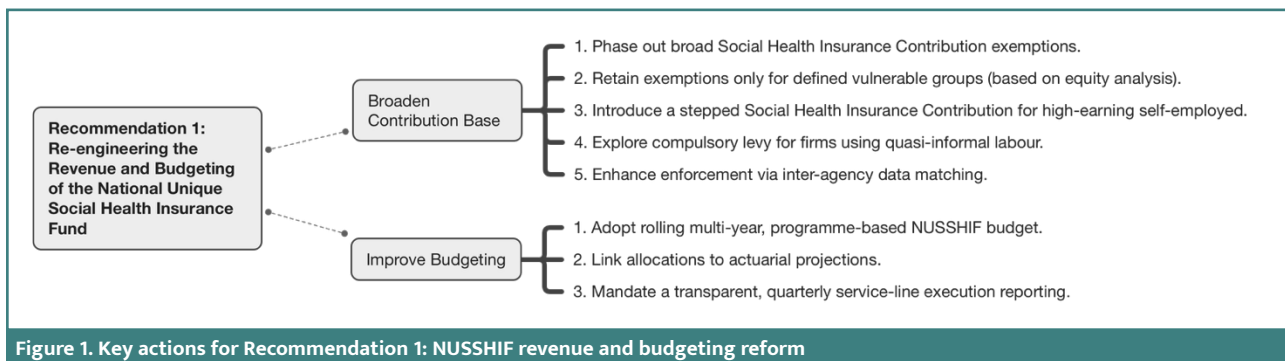 Recommendation 1:
Re-engineering the
Revenue and Budgeting
of the National Unique
Social Health Insurance
Fund
Broaden
Contribution Base
1. Phase out broad Social Health Insurance Contribution exemptions.
2. Retain exemptions only for defined vulnerable groups (based on equity analysis).
3. Introduce a stepped Social Health Insurance Contribution for high-earning self-employed.
4. Explore compulsory levy for firms using quasi-informal labour.
5. Enhance enforcement via inter-agency data matching.
Improve Budgeting
1. Adopt rolling multi-year, programme-based NUSSHIF budget.
2. Link allocations to actuarial projections.
3. Mandate a transparent, quarterly service-line execution reporting.
Figure 1. Key actions for Recommendation 1: NUSSHIF revenue and budgeting reform